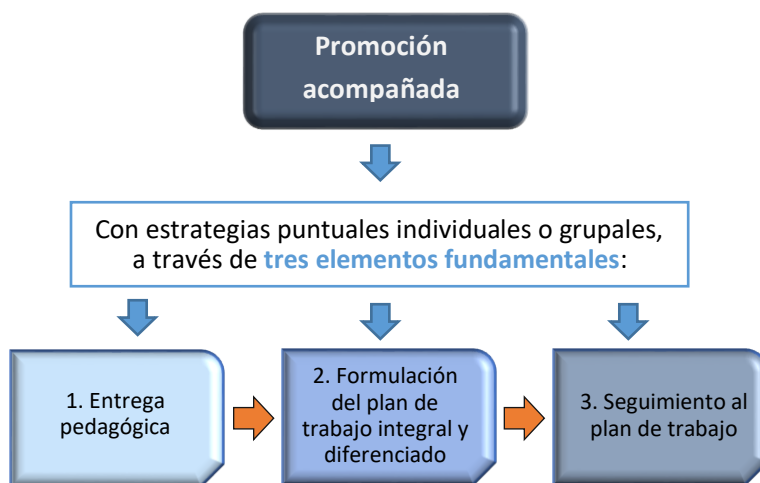 Promoción
acompañada
Con estrategias puntuales individuales o grupales,
a través de tres elementos fundamentales:
1. Entrega
pedagógica
2. Formulación
del plan de
trabajo integral y
diferenciado
3. Seguimiento al
plan de trabajo